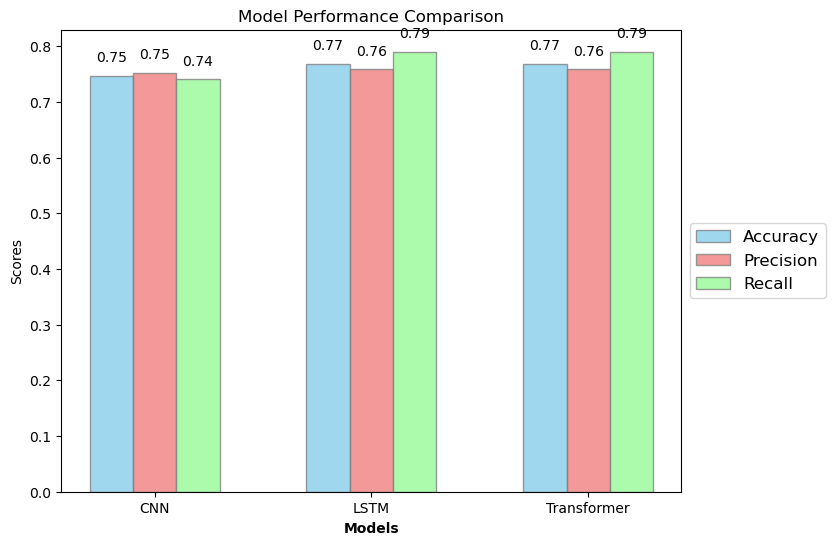 Model Performance Comparison
0.75 0.75 0.74 0.77 0.76 0.79 0.77 0.76 0.79
0.8
0.7
0.6
0.5
0.4
0.3
0.2
0.1
0.0
Scores
CNN LSTM Transformer
Models
Accuracy
Precision
Recall